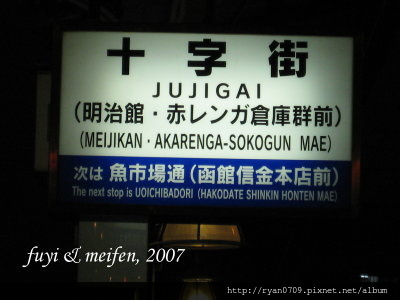 十字街
JUJIGAI
(明治館・赤レンガ倉庫群前)
(MEIJIKAN・AKARENGA-SOKOGUN MAE)
次は 魚市場通(函館信金本店前)
The next stop is UOICHIBADORI (HAKODATE SHINKIN HONTEN MAE)
fuyi & meifen, 2007
http://ryan0709.pixnet.net/album